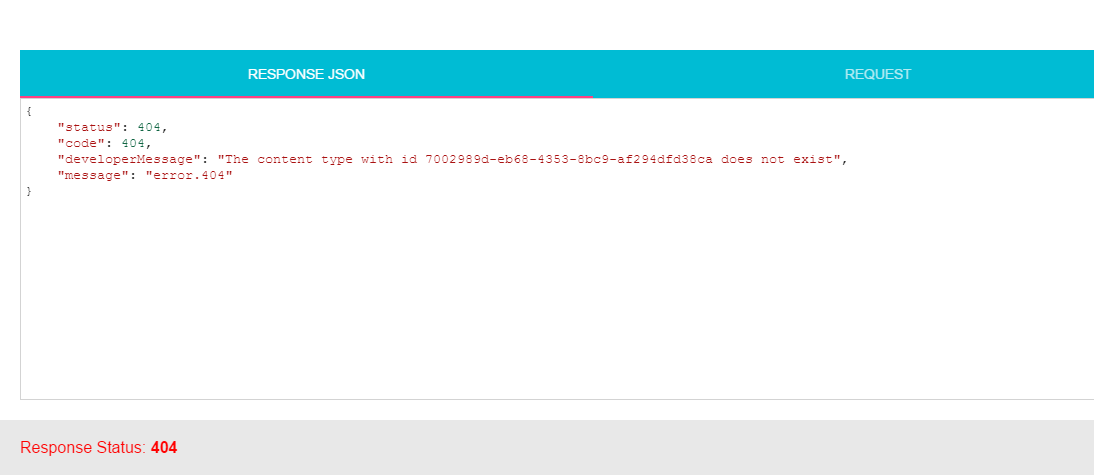 RESPONSE JSON
REQUEST
{
"status": 404,
"code": 404,
"developerMessage": "The content type with id 7002989d-eb68-4353-8bc9-af294dfd38ca does not exist",
"message": "error.404"
}
Response Status: 404